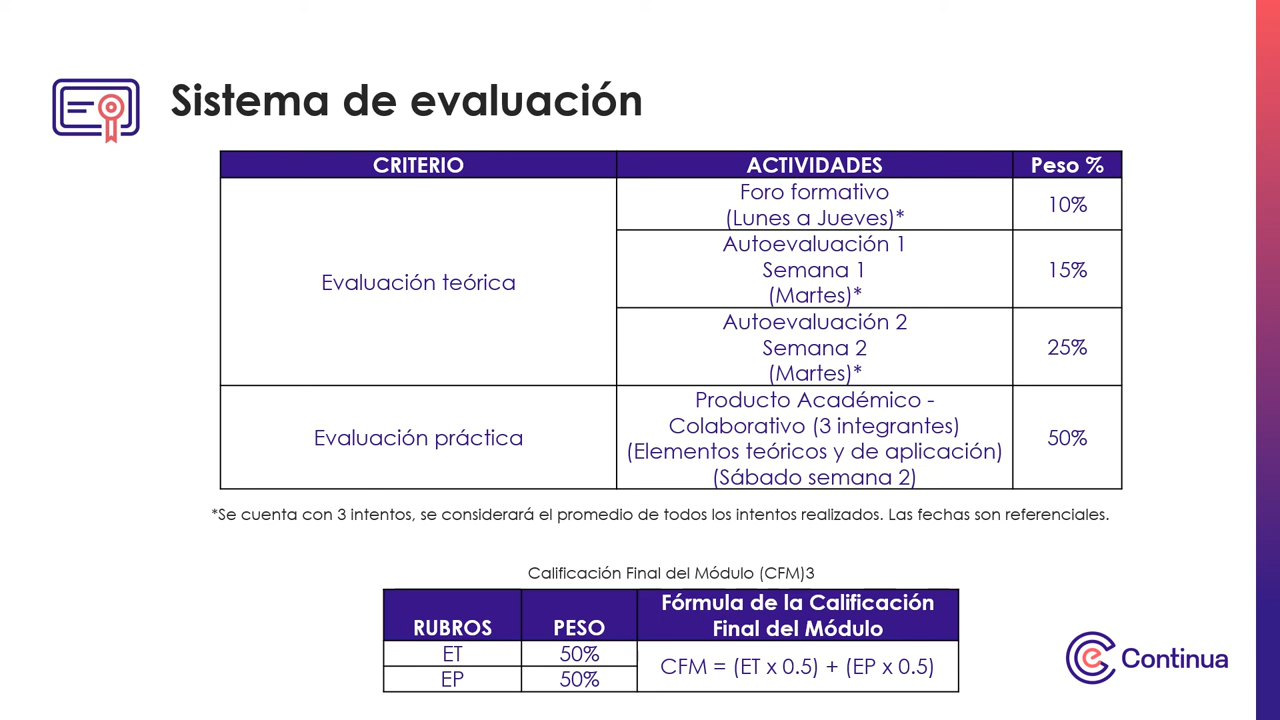 Sistema de evaluación
CRITERIO ACTIVIDADES Peso %
Evaluación teórica
Foro formativo
(Lunes a Jueves)*
10%
Autoevaluación 1
Semana 1
(Martes)*
15%
Autoevaluación 2
Semana 2
(Martes)*
25%
Evaluación práctica
Producto Académico -
Colaborativo (3 integrantes)
(Elementos teóricos y de aplicación)
(Sábado semana 2)
50%
*Se cuenta con 3 intentos, se considerará el promedio de todos los intentos realizados. Las fechas son referenciales.
Calificación Final del Módulo (CFM)3
RUBROS PESO Fórmula de la Calificación
Final del Módulo
ET 50%
EP 50%
CFM = (ET x 0.5) + (EP x 0.5)
Continua